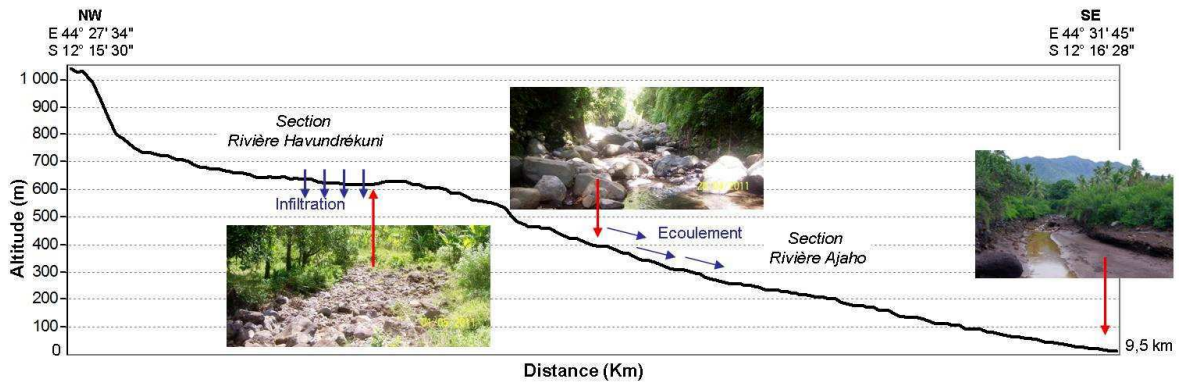 NW
E 44° 27' 34"
S 12° 15' 30"
SE
E 44° 31' 45"
S 12° 16' 28"
Altitude (m)
1 000
900
800
700
600
500
400
300
200
100
0
Section
Rivière Havundrékuni
Infiltration
Ecoulement
Section
Rivière Ajaho
9,5 km
Distance (Km)